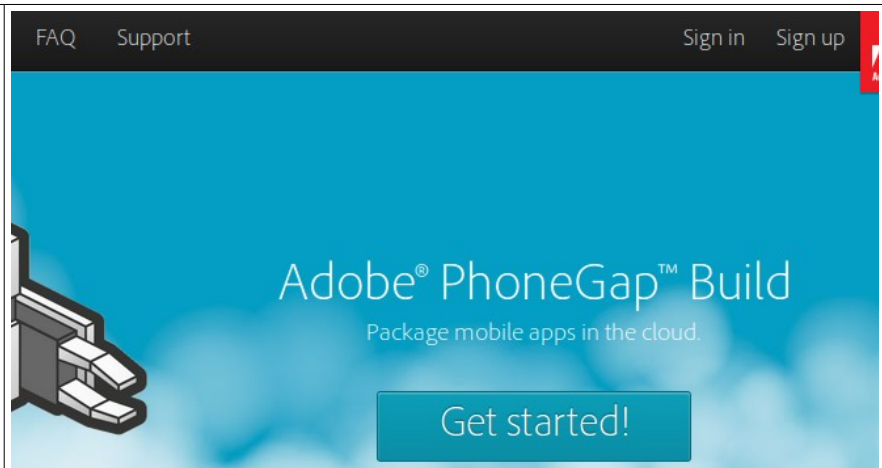 FAQ Support Sign in Sign up
Adobe® PhoneGap™ Build
Package mobile apps in the cloud.
Get started!